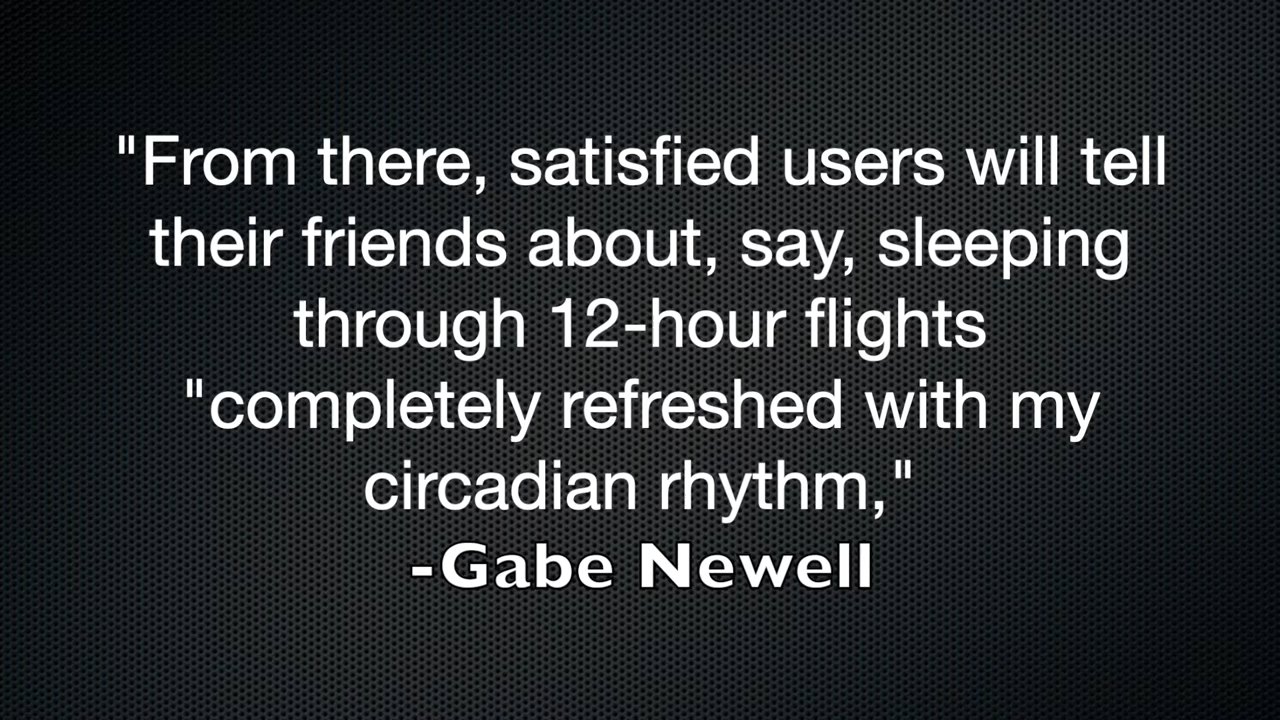 "From there, satisfied users will tell
their friends about, say, sleeping
through 12-hour flights
"completely refreshed with my
circadian rhythm,"
-Gabe Newell